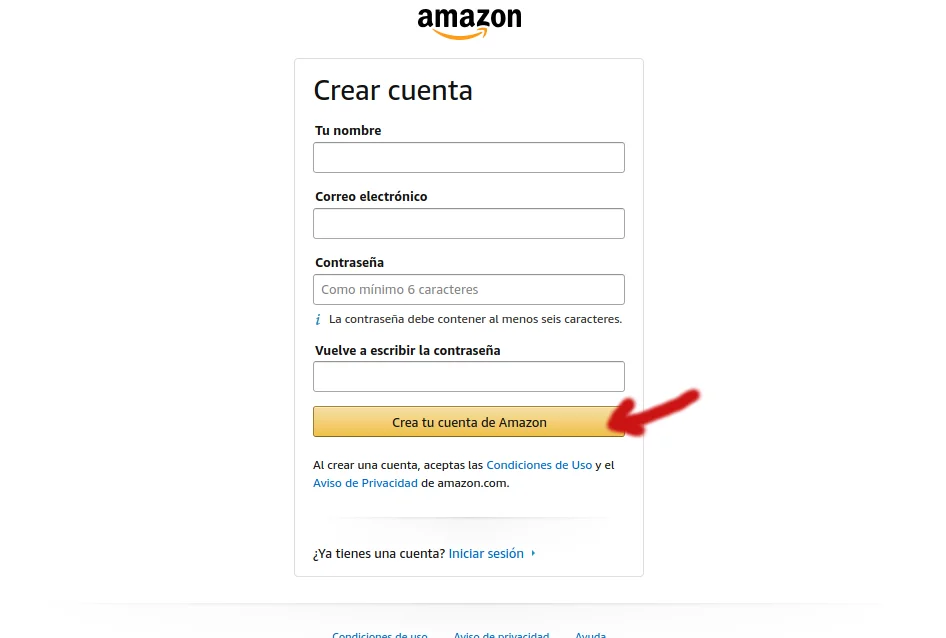 amazon
Crear cuenta
Tu nombre
Correo electrónico
Contraseña
Como mínimo 6 caracteres
i La contraseña debe contener al menos seis caracteres.
Vuelve a escribir la contraseña
Crea tu cuenta de Amazon
Al crear una cuenta, aceptas las Condiciones de Uso y el
Aviso de Privacidad de amazon.com.
¿Ya tienes una cuenta? Iniciar sesión
Condiciones de uso Aviso de privacidad Ayuda